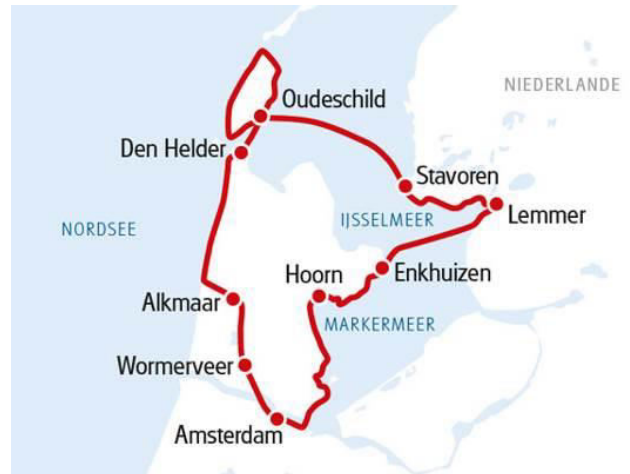 NIEDERLANDE
Oudeschild
Den Helder
Stavoren
Lemmer
IJSSELMEER
NORDSEE
Enkhuizen
Hoorn
Alkmaar
MARKERMEER
Wormerveer
Amsterdam